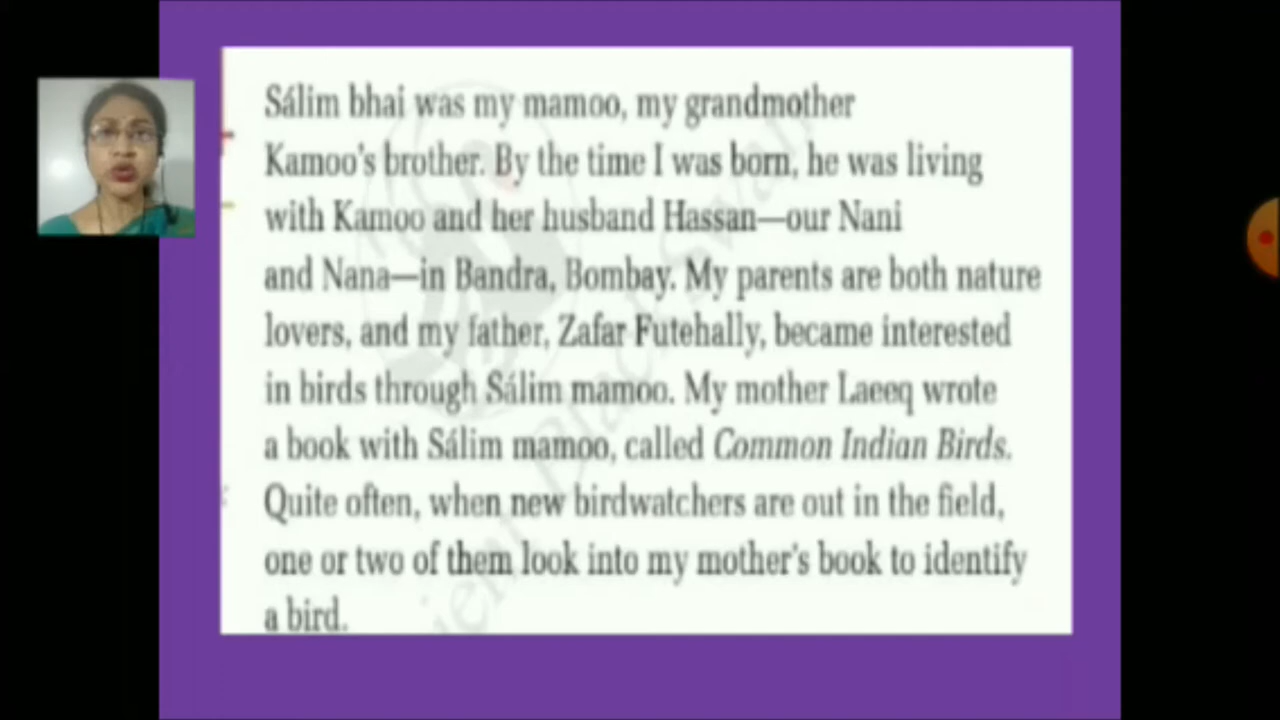 Sálim bhai was my mamoo, my grandmother
Kamoo's brother. By the time I was born, he was living
with Kamoo and her husband Hassan—our Nani
and Nana—in Bandra, Bombay. My parents are both nature
lovers, and my father, Zafar Futehally, became interested
in birds through Sálim mamoo. My mother Laeeq wrote
a book with Sálim mamoo, called Common Indian Birds.
Quite often, when new birdwatchers are out in the field,
one or two of them look into my mother's book to identify
a bird.